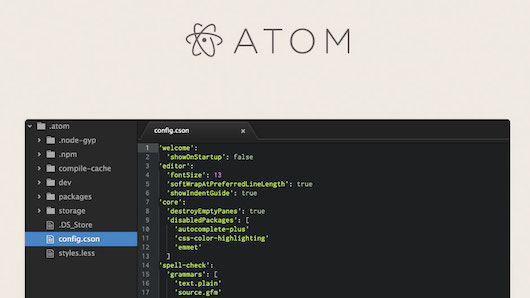 ATOM
.atom
.node-gyp
.npm
compile-cache
dev
packages
storage
.DS_Store
config.cson
styles.less
config.cson ×
1 'welcome':
2 'showOnStartup': false
3 'editor':
4 'fontSize': 13
5 'softWrapAtPreferredLineLength': true
6 'showIndentGuide': true
7 'core':
8 'destroyEmptyPanes': true
9 'disabledPackages': [
10 'autocomplete-plus'
11 'css-color-highlighting'
12 'emmet'
13 ]
14 'spell-check':
15 'grammars': [
16 'text.plain'
17 'source.gfm'